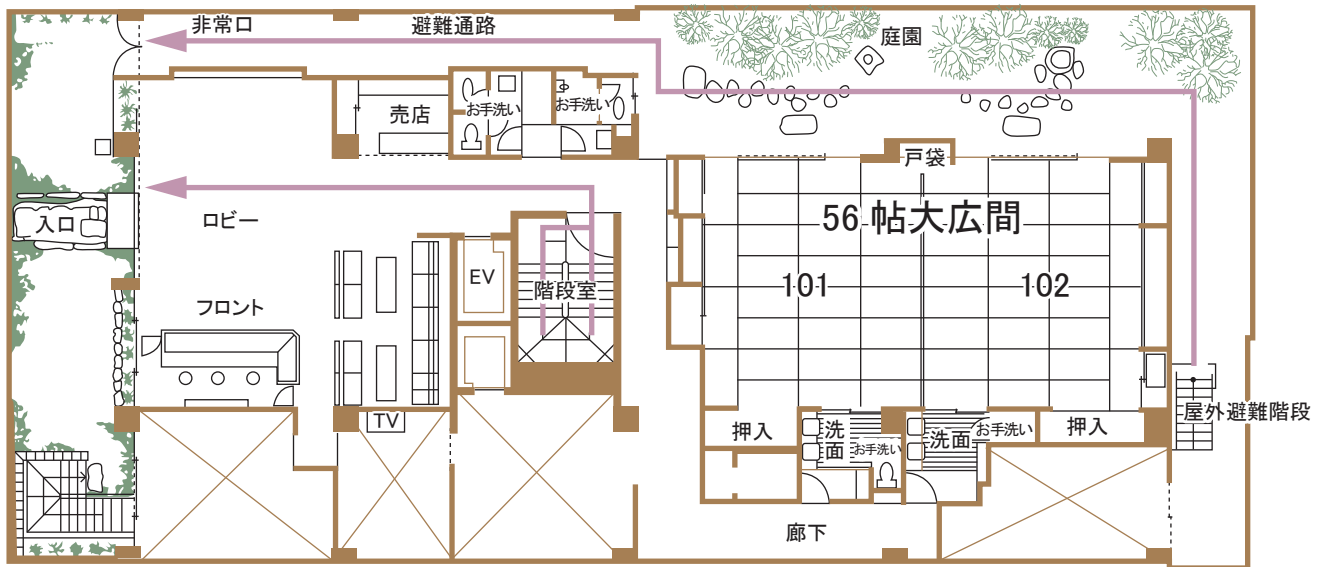 非常口
避難通路
庭園
売店
お手洗い
お手洗い
戸袋
入口
ロビー
56 帖大広間
EV
階段室
101
102
フロント
TV
押入
洗面
お手洗い
洗面
お手洗い
押入
屋外避難階段
廊下